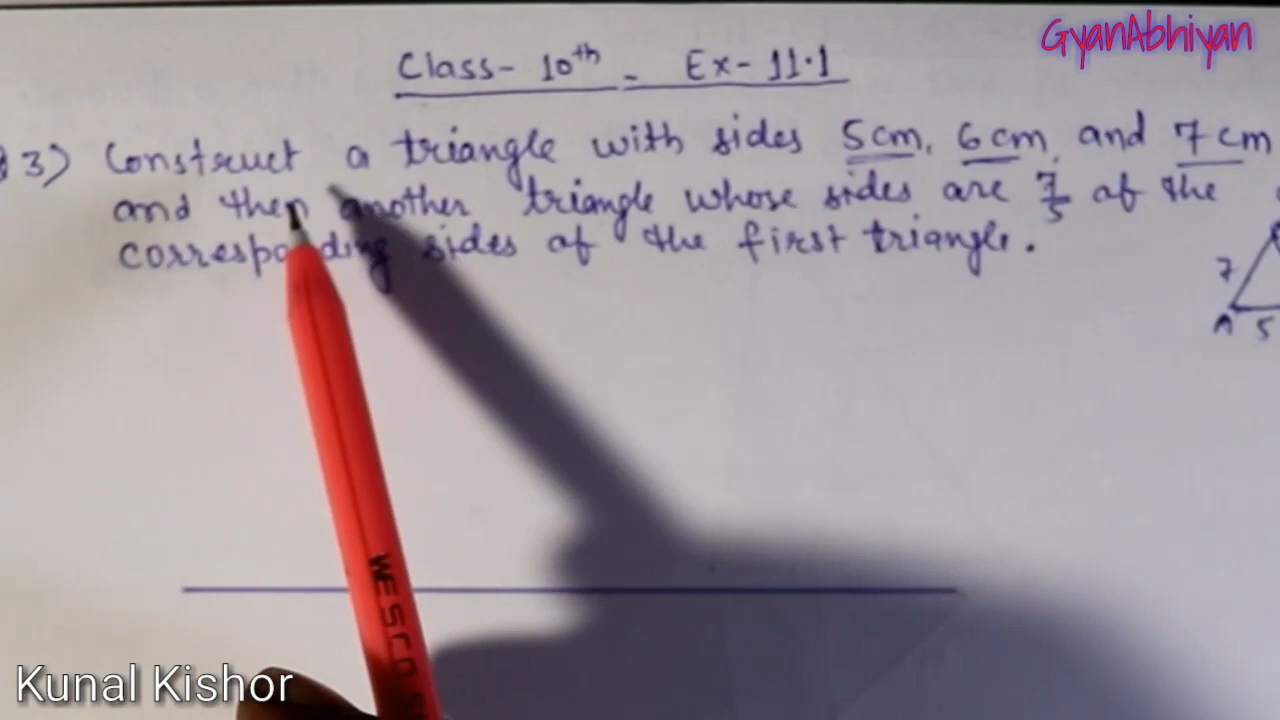 GyanAbhiyan
Class- 10th - Ex- 11.1
3) Construct a triangle with sides 5cm, 6cm, and 7cm
and then another triangle whose sides are 7/5 of the
corresponding sides of the first triangle.
7
A 5
WESCO
Kunal Kishor